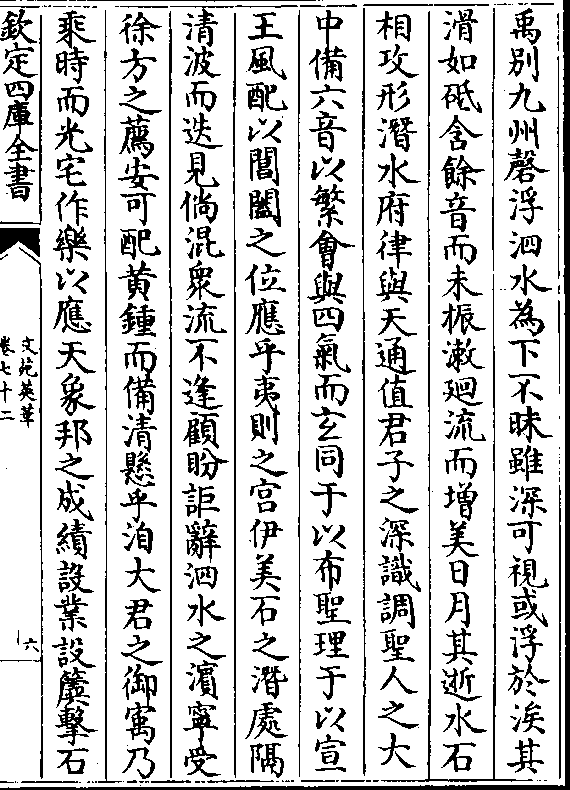 禹別九州磬浮泗水為下不昧雖深可視或浮於涘其
滑如砥含餘音而未振漱迴流而增美日月其逝水石
相攻形潛水府律與天通值君子之深識調聖人之大
中備六音以繁會與四氣而玄同于以布聖理于以宣
王風配以閶闔之位應乎夷則之宮伊美石之潛處隔
清波而迭見倘混衆流不逢顧盼詎辭泗水之濵寧受
徐方之薦安可配黄鍾而備清懸乎洎大君之御寓乃
乘時而光宅作樂以應天象邦之成績設業設簴擊石
欽定四庫全書
文苑英華
卷七十二
六